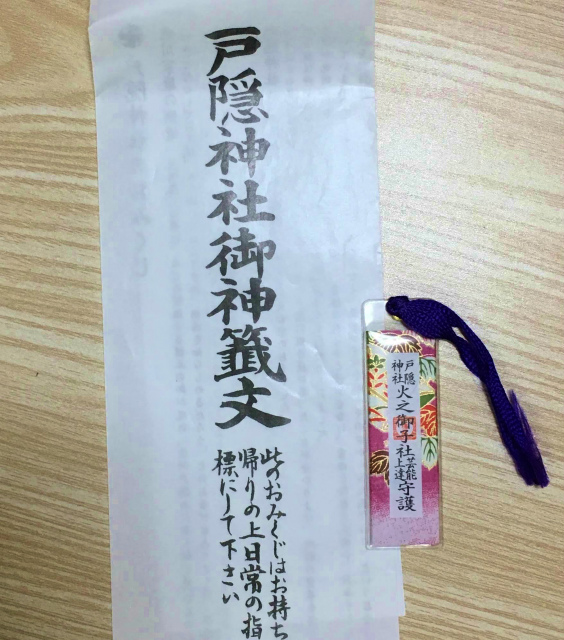 戸隠神社御神籤文
此のおみくじはお持ち
帰りの上日常の指
標にして下さい
戸隠神社
火之御子社
芸能上達
守護